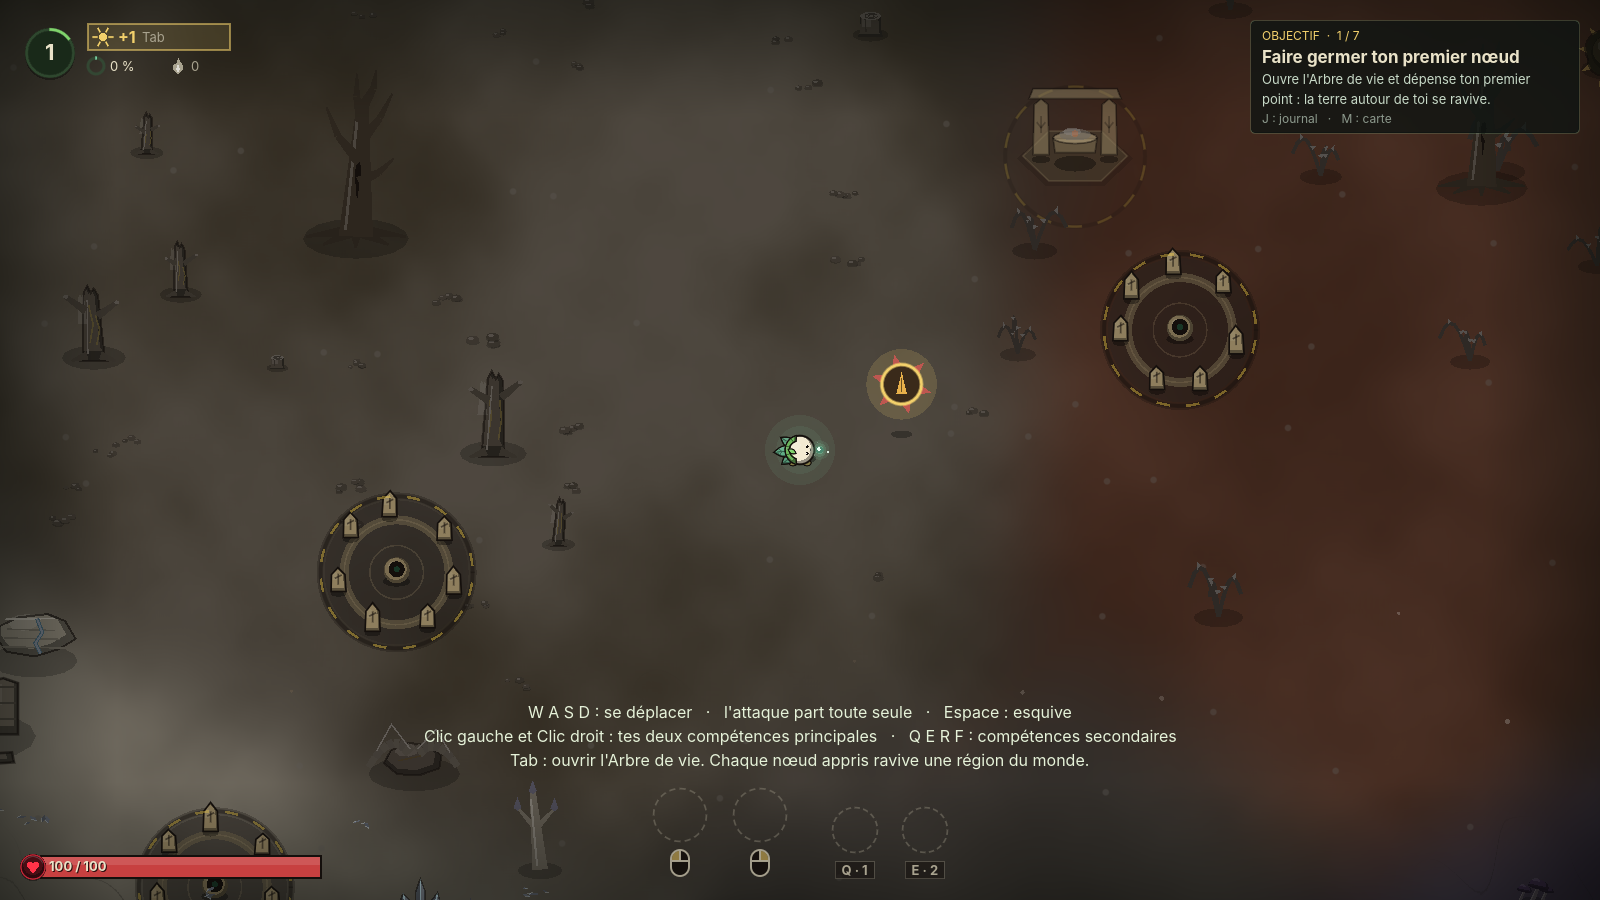 1
+1 Tab
0 %
0
OBJECTIF · 1 / 7
Faire germer ton premier nœud
Ouvre l'Arbre de vie et dépense ton premier
point : la terre autour de toi se ravive.
J : journal · M : carte
W A S D : se déplacer · l'attaque part toute seule · Espace : esquive
Clic gauche et Clic droit : tes deux compétences principales · Q E R F : compétences secondaires
Tab : ouvrir l'Arbre de vie. Chaque nœud appris ravive une région du monde.
100 / 100
Q · 1
E · 2